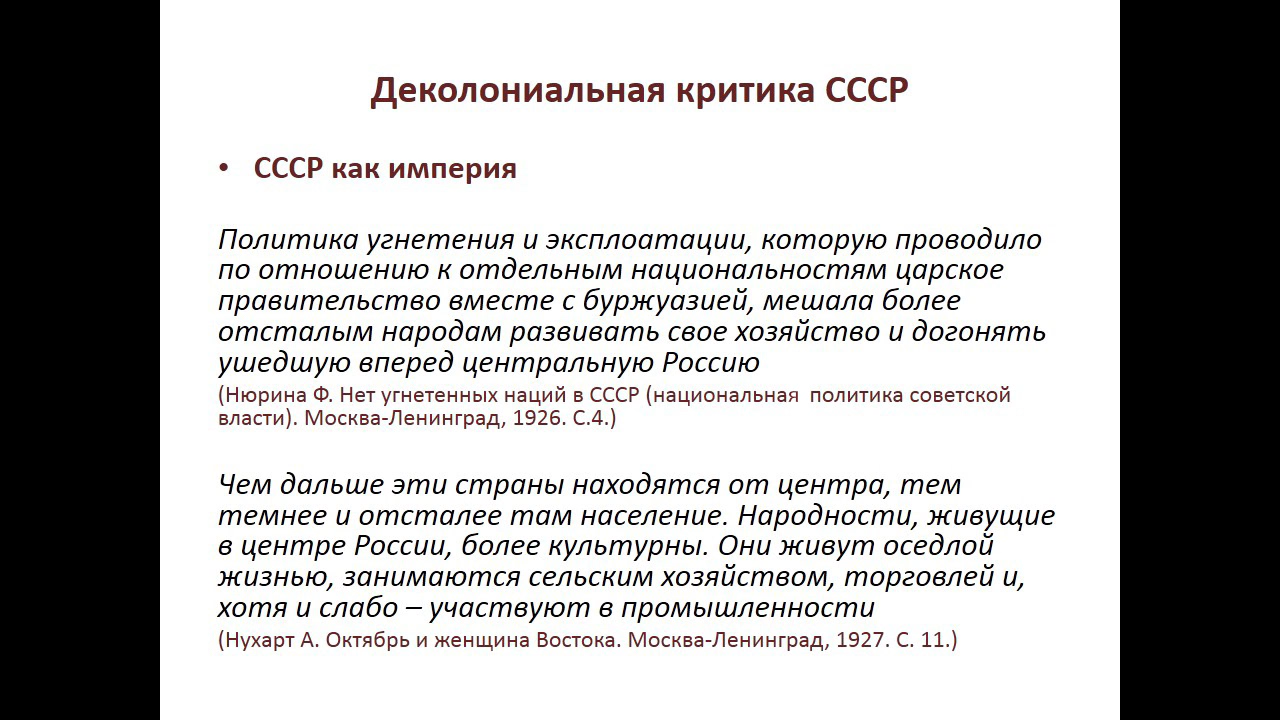 Деколониальная критика СССР
• СССР как империя
Политика угнетения и эксплоатации, которую проводило
по отношению к отдельным национальностям царское
правительство вместе с буржуазией, мешала более
отсталым народам развивать свое хозяйство и догонять
ушедшую вперед центральную Россию
(Нюрина Ф. Нет угнетенных наций в СССР (национальная политика советской
власти). Москва-Ленинград, 1926. С.4.)
Чем дальше эти страны находятся от центра, тем
темнее и отсталее там население. Народности, живущие
в центре России, более культурны. Они живут оседлой
жизнью, занимаются сельским хозяйством, торговлей и,
хотя и слабо – участвуют в промышленности
(Нухарт А. Октябрь и женщина Востока. Москва-Ленинград, 1927. С. 11.)